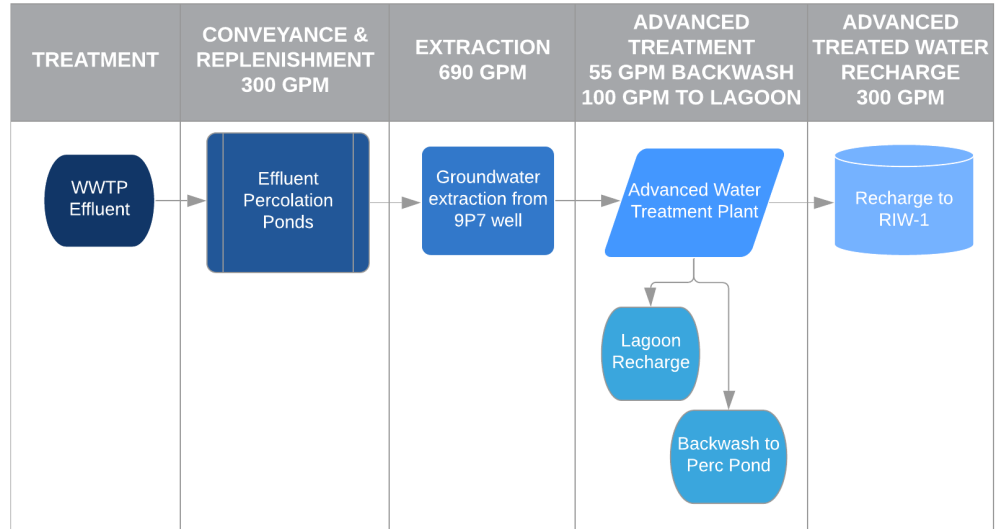 TREATMENT
CONVEYANCE &
REPLENISHMENT
300 GPM
EXTRACTION
690 GPM
ADVANCED
TREATMENT
55 GPM BACKWASH
100 GPM TO LAGOON
ADVANCED
TREATED WATER
RECHARGE
300 GPM
WWTP
Effluent
Effluent
Percolation
Ponds
Groundwater
extraction from
9P7 well
Advanced Water
Treatment Plant
Recharge to
RIW-1
Lagoon
Recharge
Backwash to
Perc Pond